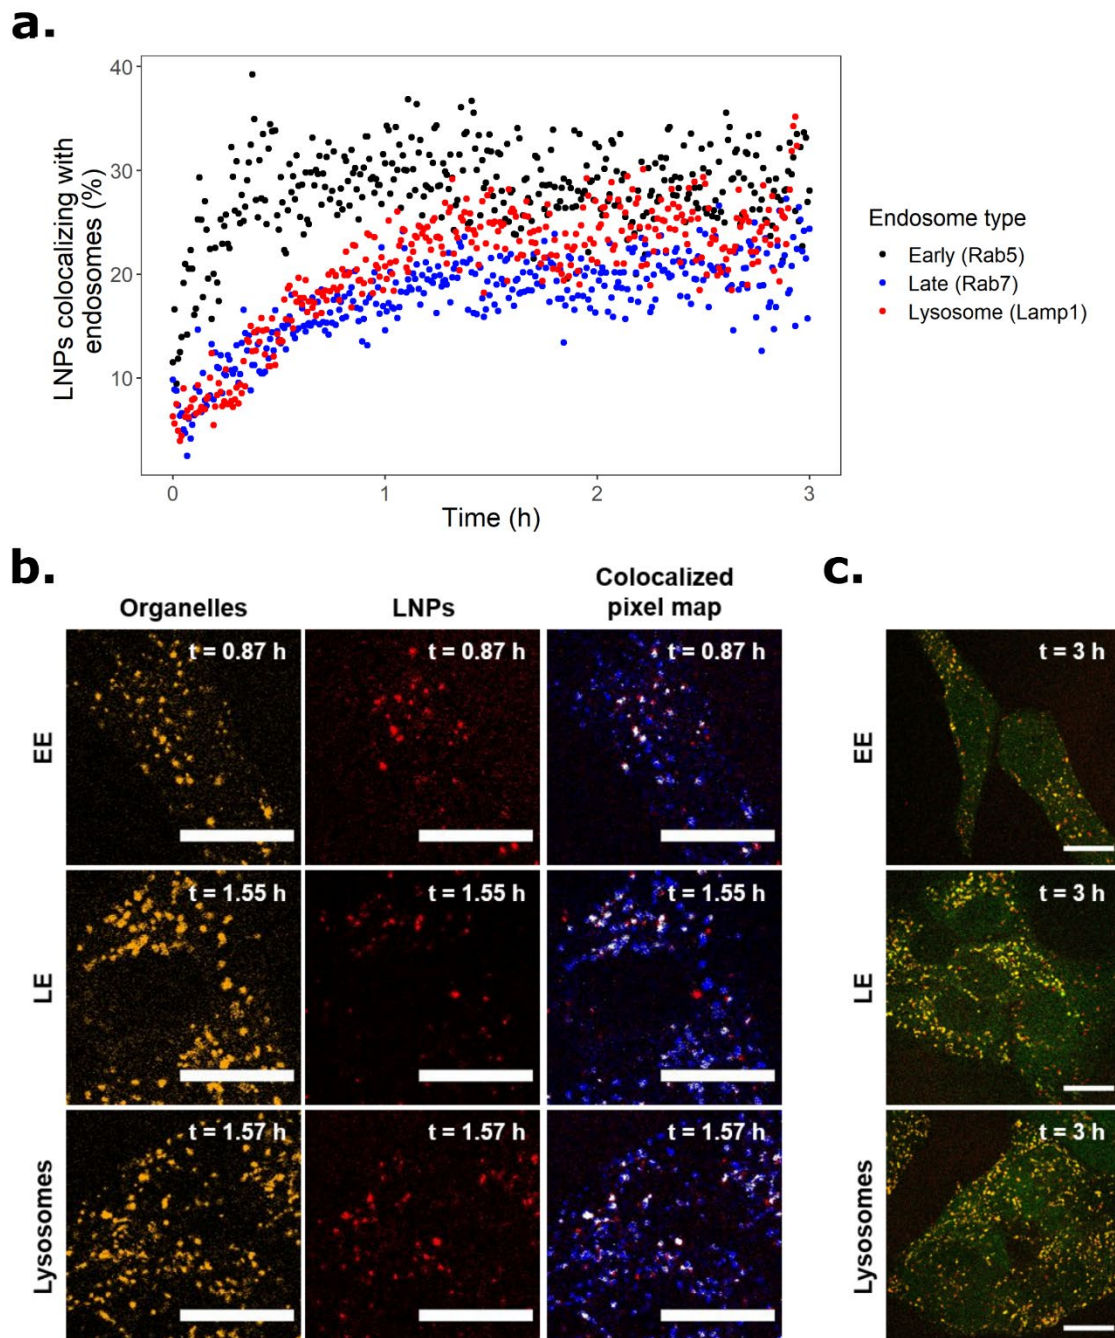 a.
40
30
20
10
LNPs colocalizing with
endosomes (%)
0
1
2
3
Time (h)
Endosome type
Early (Rab5)
Late (Rab7)
Lysosome (Lamp1)
b.
Organelles
LNPs
Colocalized
pixel map
EE
t = 0.87 h
t = 0.87 h
t = 0.87 h
LE
t = 1.55 h
t = 1.55 h
t = 1.55 h
Lysosomes
t = 1.57 h
t = 1.57 h
t = 1.57 h
c.
EE
t = 3 h
LE
t = 3 h
Lysosomes
t = 3 h